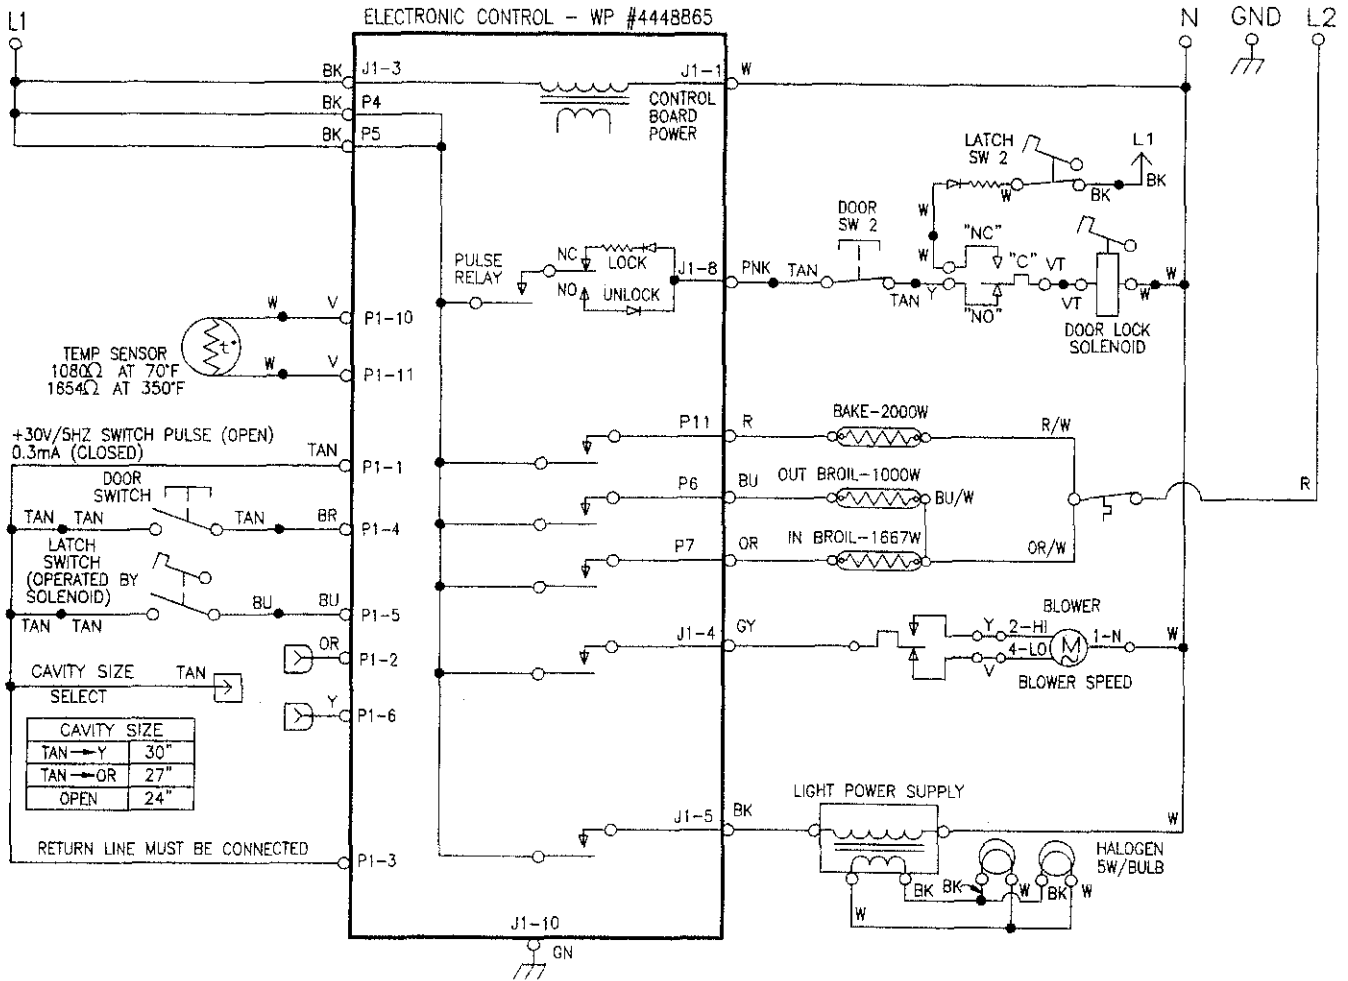 ELECTRONIC CONTROL - WP #4448865
L1
N GND L2
BK J1-3
J1-1 W
BK P4
CONTROL
BOARD
POWER
BK P5
LATCH
SW 2
L1
BK
W
BK
DOOR
SW 2
W
W
"NC"
"C"
VT
PULSE
RELAY
NC
LOCK
NO
UNLOCK
J1-8 PNK TAN
TAN Y
"NO"
VT
W
W
DOOR LOCK
SOLENOID
W V P1-10
t°
TEMP SENSOR
1080Ω AT 70°F
1654Ω AT 350°F
W V P1-11
+30V/5HZ SWITCH PULSE (OPEN)
0.3mA (CLOSED)
TAN P1-1
P11 R
BAKE-2000W
R/W
DOOR
SWITCH
TAN TAN TAN BR P1-4
P6 BU
OUT BROIL-1000W
BU/W
R
LATCH
SWITCH
(OPERATED BY
SOLENOID)
TAN TAN BU BU P1-5
P7 OR
IN BROIL-1667W
OR/W
OR P1-2
J1-4 GY
BLOWER
Y 2-HI
M
1-N
W
4-LO
V
BLOWER SPEED
CAVITY SIZE
SELECT
TAN
Y P1-6
CAVITY SIZE
TAN→Y 30"
TAN→OR 27"
OPEN 24"
LIGHT POWER SUPPLY
J1-5 BK
W
RETURN LINE MUST BE CONNECTED
P1-3
HALOGEN
5W/BULB
BK BK W BK W
W
J1-10
GN